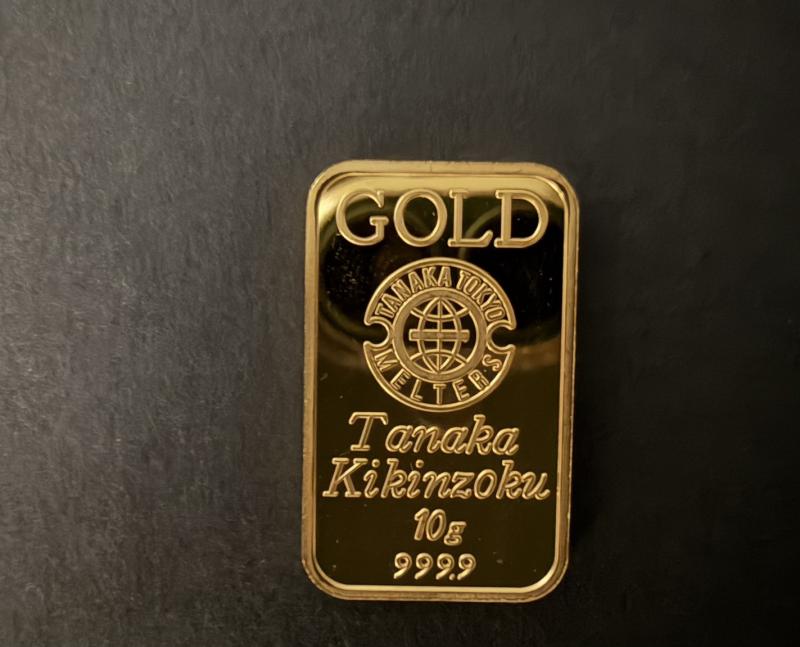 GOLD
TANAKA TOKYO
MELTERS
Tanaka
Kikinzoku
10g
999.9